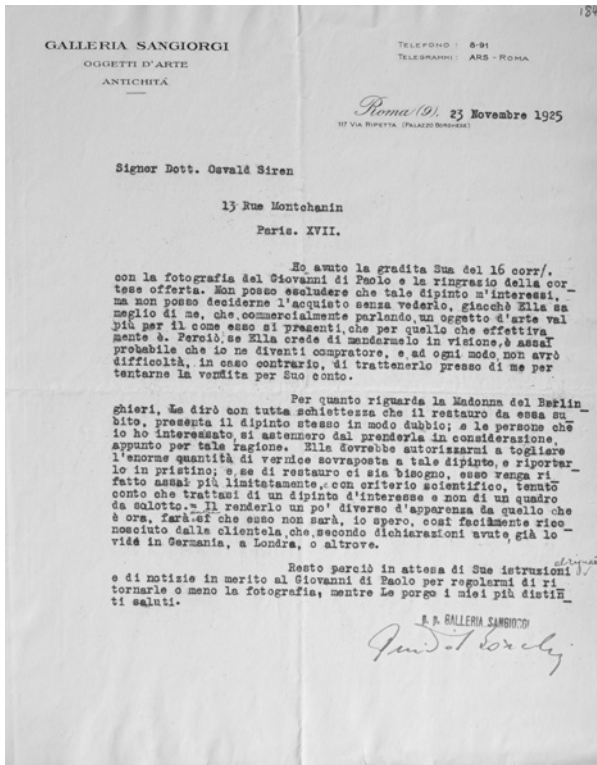 184
GALLERIA SANGIORGI
OGGETTI D'ARTE
ANTICHITÁ
TELEFONO : 8-91
TELEGRAMMI : ARS - ROMA
Roma (9), 23 Novembre 1925
117 VIA RIPETTA (PALAZZO BORGHESE)
Signor Dott. Osvald Siren
13 Rue Montchanin
Paris. XVII.
Ho avuto la gradita Sua del 16 corr/.
con la fotografia del Giovanni di Paolo e la ringrazio della cor_
tese offerta. Non posso escludere che tale dipinto m'interessi,
ma non posso deciderne l'acquisto senza vederlo, giacchè Ella sa
meglio di me, che, commercialmente parlando, un oggetto d'arte val
più per il come esso si presenti, che per quello che effettiva_
mente è. Perciò, se Ella crede di mandarmelo in visione, è assai
probabile che io ne diventi compratore, e ad ogni modo, non avrò
difficoltà, in caso contrario, di trattenerlo presso di me per
tentarne la vendita per Suo conto.
Per quanto riguarda la Madonna del Berlin_
ghieri, Le dirò con tutta schiettezza che il restauro da essa su_
bito, presenta il dipinto stesso in modo dubbio; e le persone che
io ho interessato, si astennero dal prenderla in considerazione,
appunto per tale ragione. Ella dovrebbe autorizzarmi a togliere
l'enorme quantità di vernice sovraposta a tale dipinto, e riportar_
lo in pristino; e, se di restauro ci sia bisogno, esso venga ri_
fatto assai più limitatamente, e con criterio scientifico, tenuto
conto che trattasi di un dipinto d'interesse e non di un quadro
da salotto.= Il renderlo un po' diverso d'apparenza da quello che
è ora, farà sì che esso non sarà, io spero, così facilmente rico_
nosciuto dalla clientela, che, secondo dichiarazioni avute, già lo
vide in Germania, a Londra, o altrove.
Resto perciò in attesa di Sue istruzioni
e di notizie in merito al Giovanni di Paolo per regolarmi di ri_
tornarle o meno la fotografia, mentre Le porgo i miei più distin_
ti saluti.
p. p. GALLERIA SANGIORGI